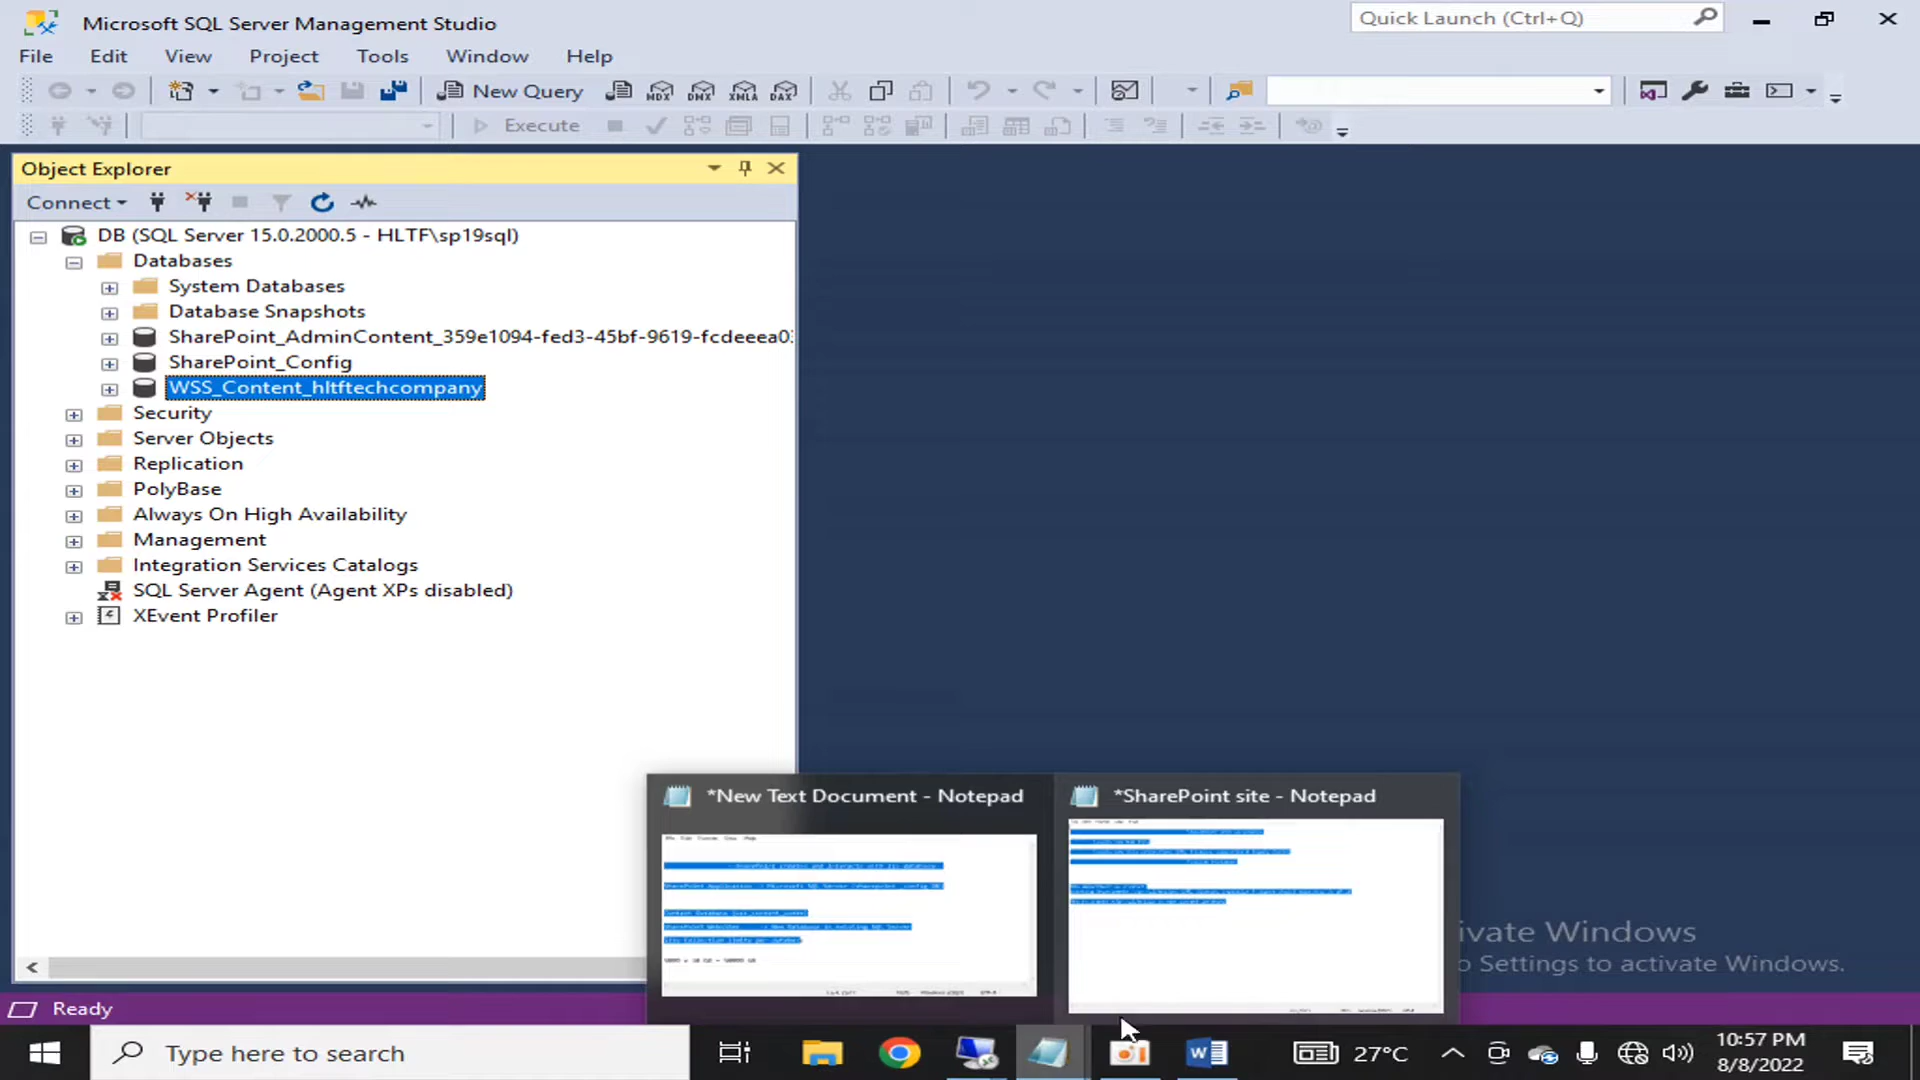 Microsoft SQL Server Management Studio
Quick Launch (Ctrl+Q)
File Edit View Project Tools Window Help
New Query MDX DMX XMLA DAX
Execute
Object Explorer
Connect
DB (SQL Server 15.0.2000.5 - HLTF\sp19sql)
Databases
System Databases
Database Snapshots
SharePoint_AdminContent_359e1094-fed3-45bf-9619-fcdeeea0
SharePoint_Config
WSS_Content_hltftechcompany
Security
Server Objects
Replication
PolyBase
Always On High Availability
Management
Integration Services Catalogs
SQL Server Agent (Agent XPs disabled)
XEvent Profiler
*New Text Document - Notepad
*SharePoint site - Notepad
ivate Windows
Settings to activate Windows.
Ready
Type here to search
27°C
10:57 PM
8/8/2022